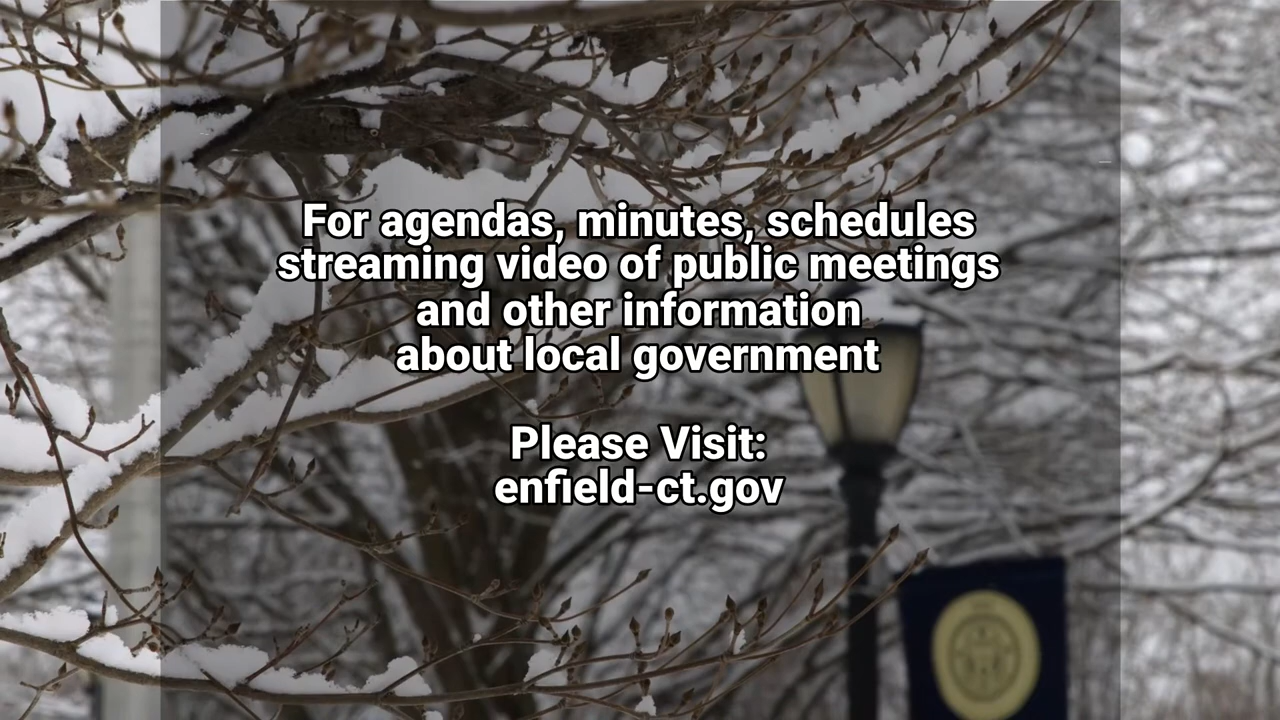 For agendas, minutes, schedules
streaming video of public meetings
and other information
about local government
Please Visit:
enfield-ct.gov